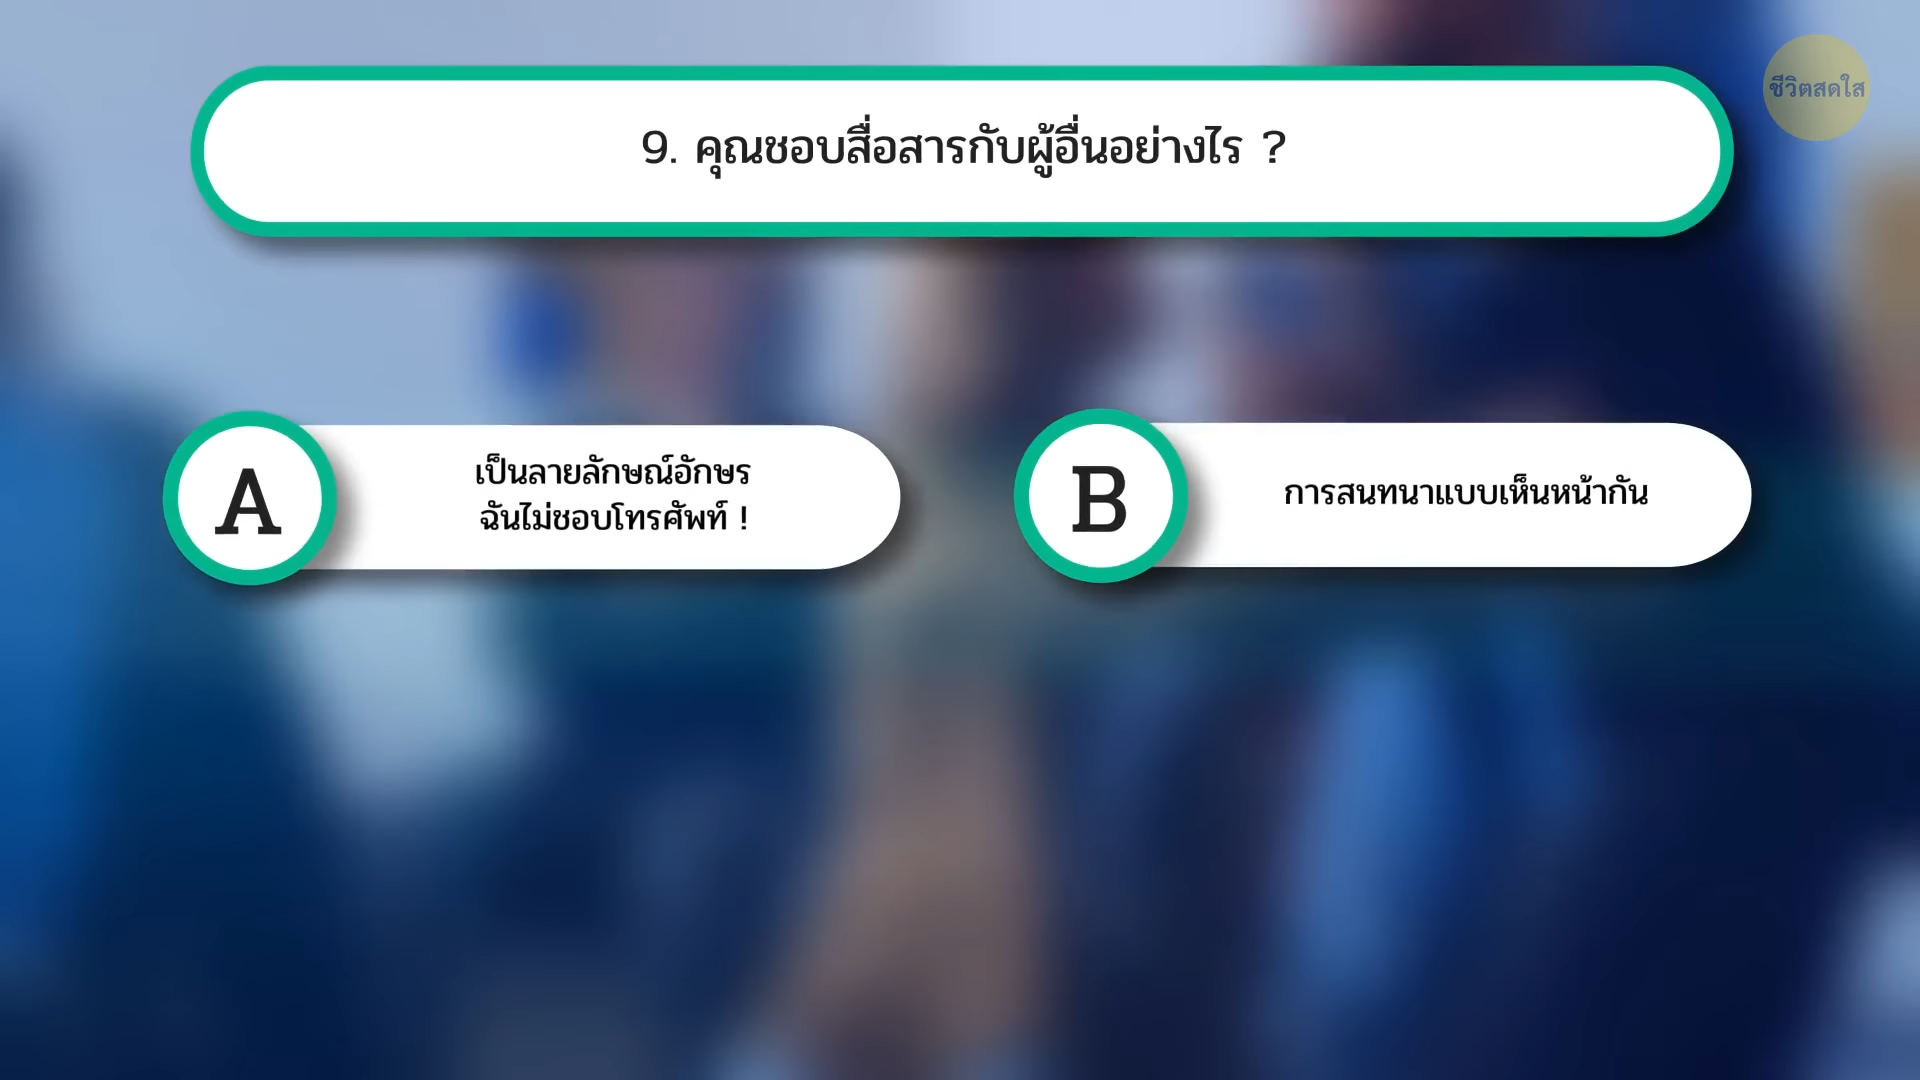 ชีวิตสดใส
9. คุณชอบสื่อสารกับผู้อื่นอย่างไร ?
A
เป็นลายลักษณ์อักษร
ฉันไม่ชอบโทรศัพท์ !
B
การสนทนาแบบเห็นหน้ากัน